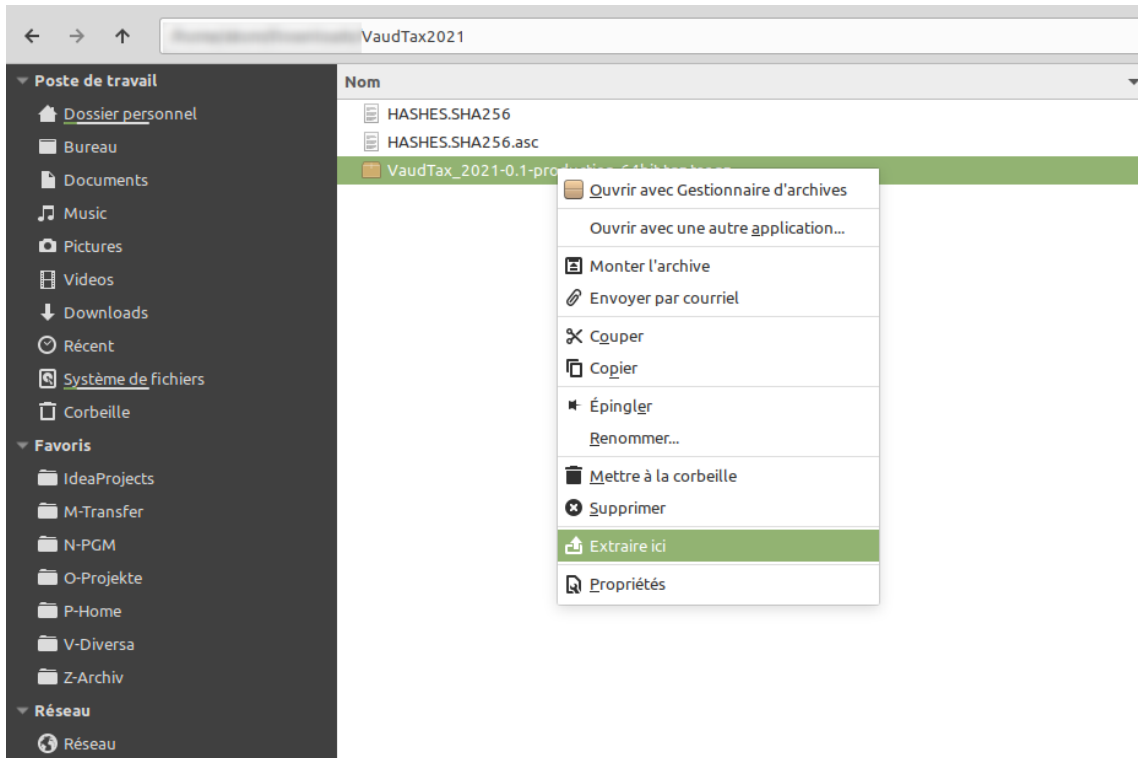 VaudTax2021
Poste de travail
Dossier personnel
Bureau
Documents
Music
Pictures
Videos
Downloads
Récent
Système de fichiers
Corbeille
Favoris
IdeaProjects
M-Transfer
N-PGM
O-Projekte
P-Home
V-Diversa
Z-Archiv
Réseau
Réseau
Nom
HASHES.SHA256
HASHES.SHA256.asc
VaudTax_2021-0.1-pro
Ouvrir avec Gestionnaire d'archives
Ouvrir avec une autre application...
Monter l'archive
Envoyer par courriel
Couper
Copier
Épingler
Renommer...
Mettre à la corbeille
Supprimer
Extraire ici
Propriétés